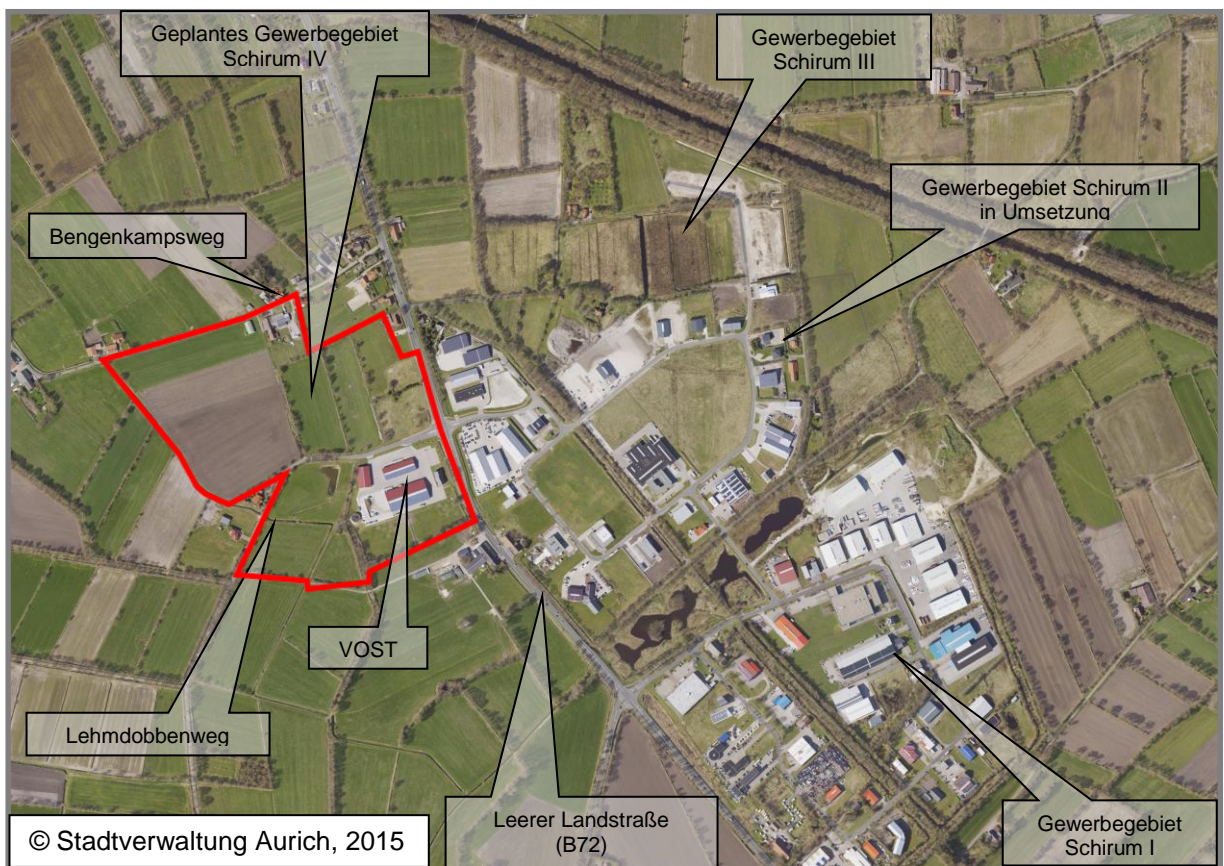 Geplantes Gewerbegebiet
Schirum IV
Gewerbegebiet
Schirum III
Gewerbegebiet Schirum II
in Umsetzung
Bengenkampsweg
VOST
Lehmdobbenweg
Leerer Landstraße
(B72)
Gewerbegebiet
Schirum I
© Stadtverwaltung Aurich, 2015